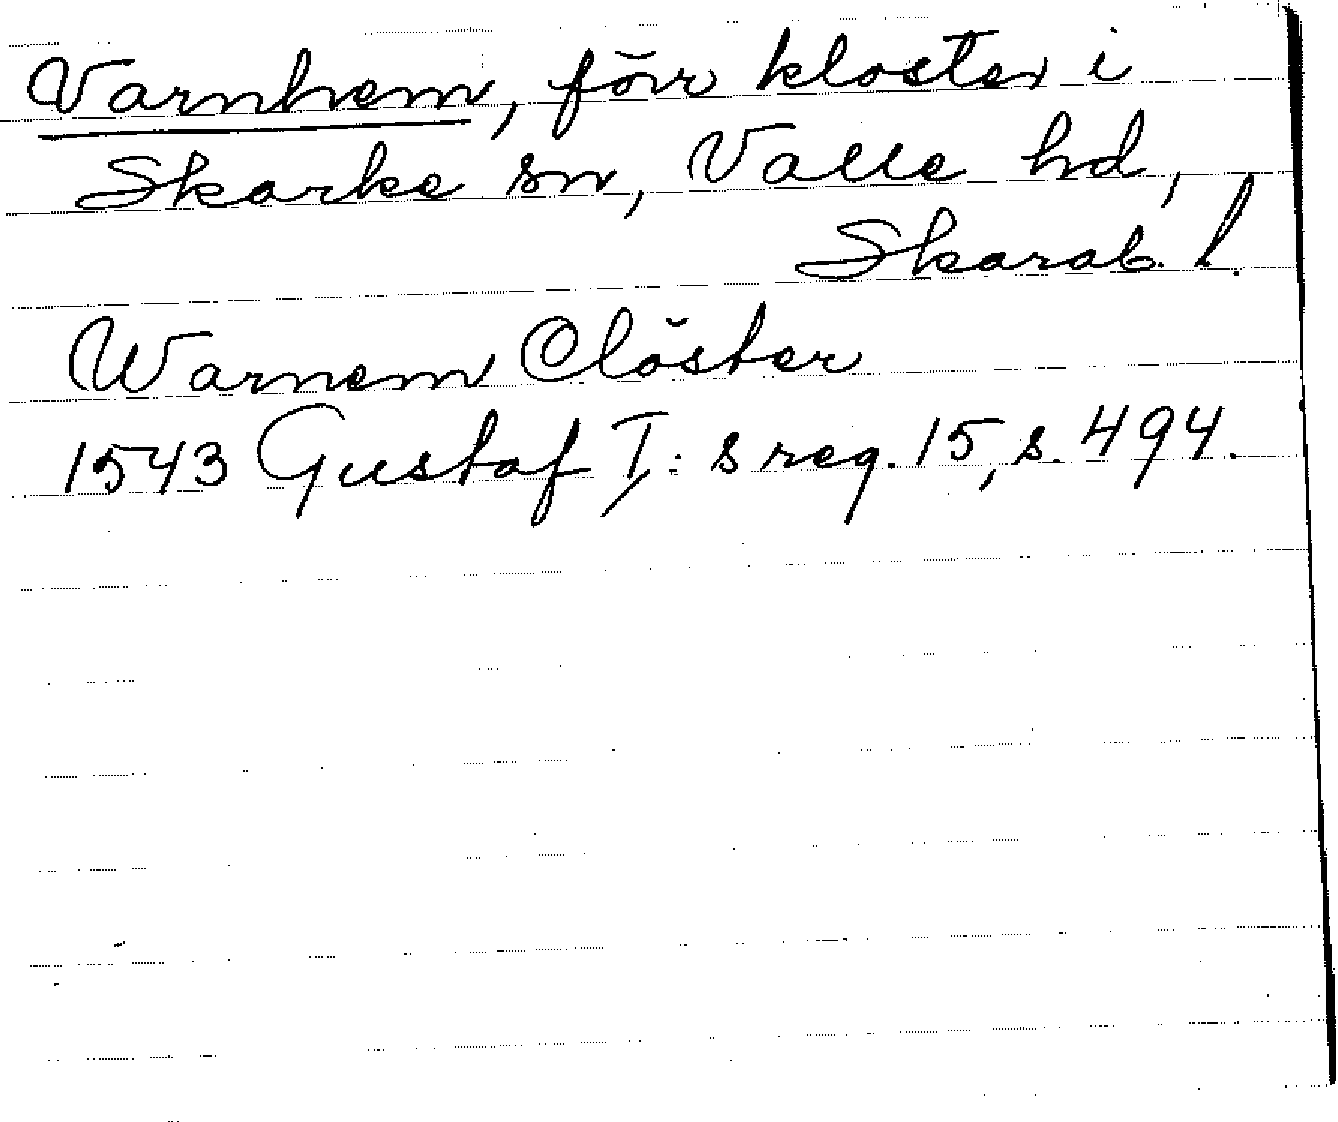 Varnhem, förr kloster i
Skarke sn, Valle hd,
Skarab. l.
Warnem Clöster
1543 Gustaf I:s reg. 15, s. 494.